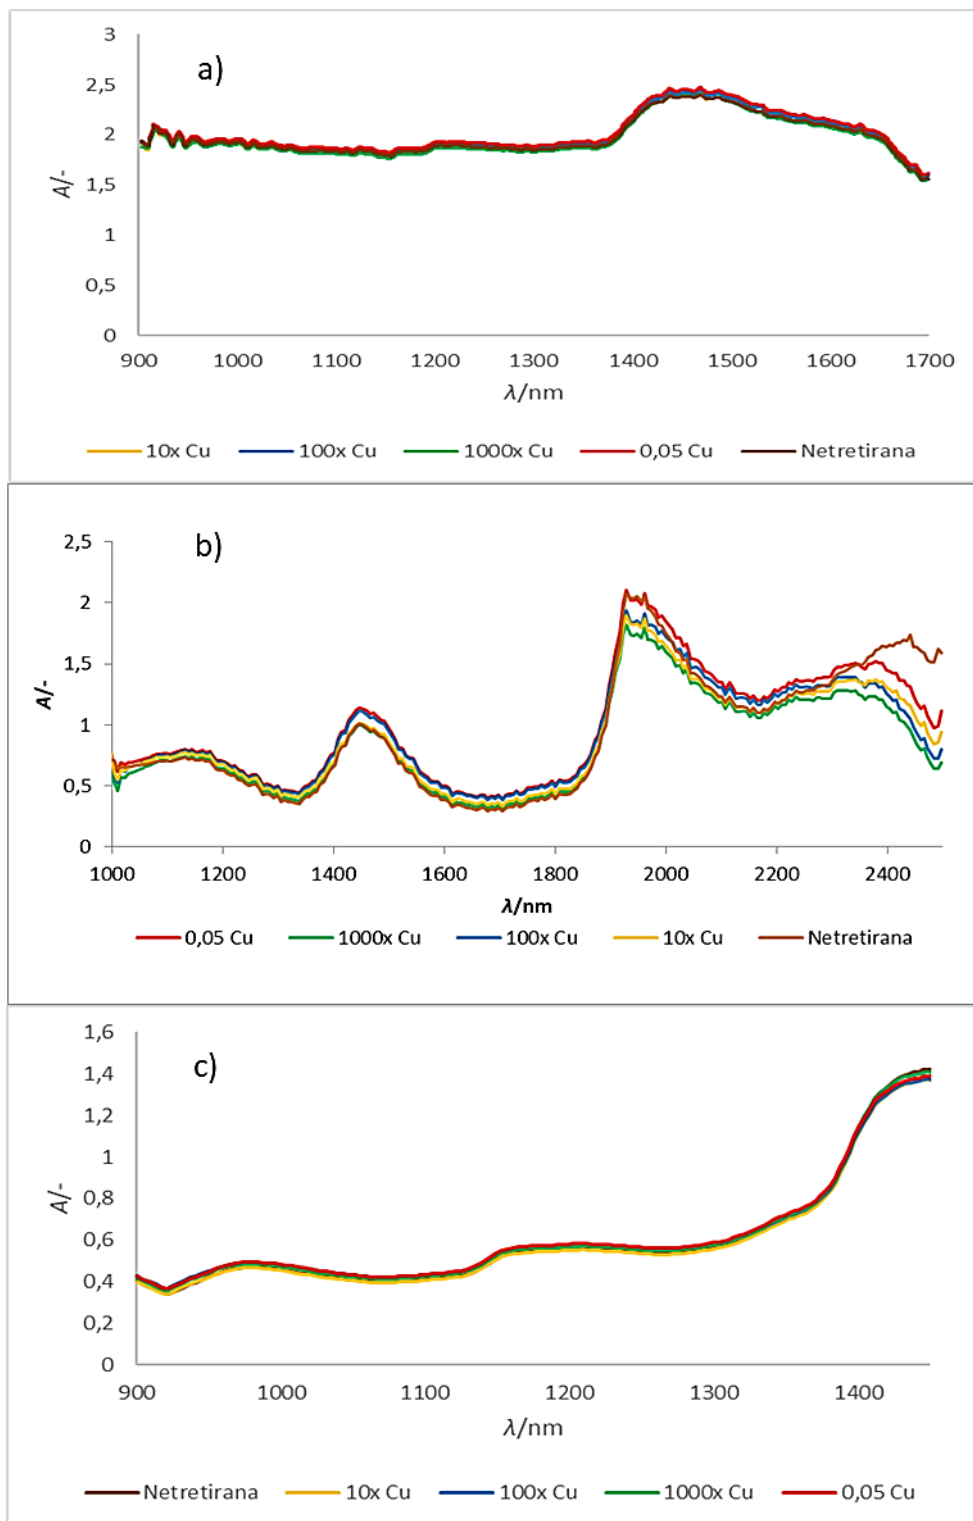 a)
3
2,5
2
1,5
1
0,5
0
A/-
900 1000 1100 1200 1300 1400 1500 1600 1700
λ/nm
10x Cu 100x Cu 1000x Cu 0,05 Cu Netretirana
b)
2,5
2
1,5
1
0,5
0
A/-
1000 1200 1400 1600 1800 2000 2200 2400
λ/nm
0,05 Cu 1000x Cu 100x Cu 10x Cu Netretirana
c)
1,6
1,4
1,2
1
0,8
0,6
0,4
0,2
0
A/-
900 1000 1100 1200 1300 1400
λ/nm
Netretirana 10x Cu 100x Cu 1000x Cu 0,05 Cu